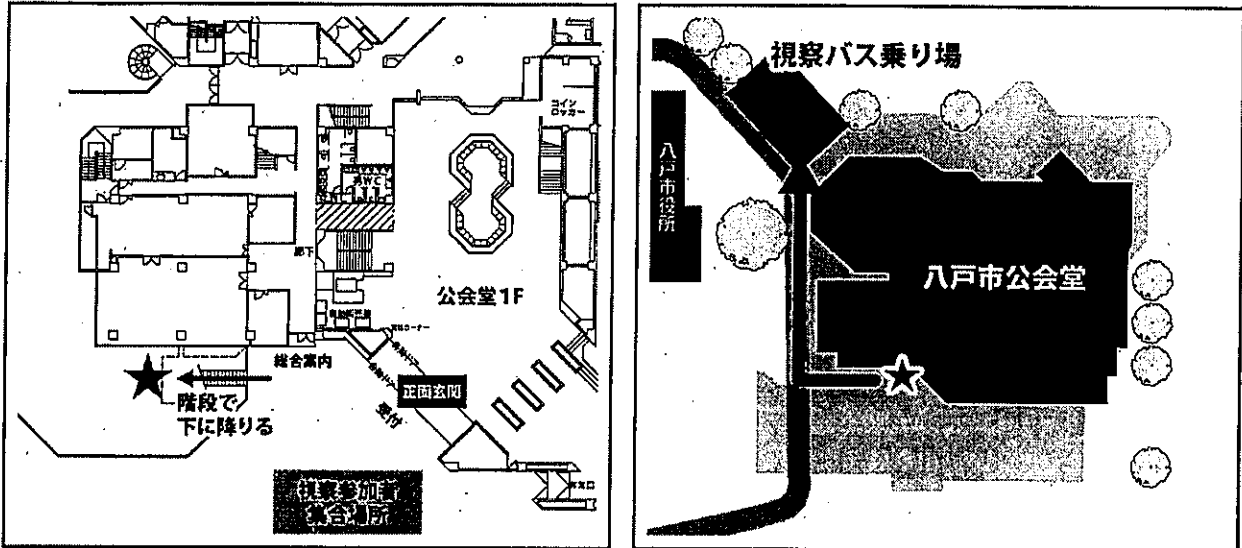 コイン
ロッカー
男WC
廊下
公会堂1F
総合案内
正面玄関
受付
階段で
下に降りる
視察参加者
集合場所
視察バス乗り場
八戸市役所
八戸市公会堂